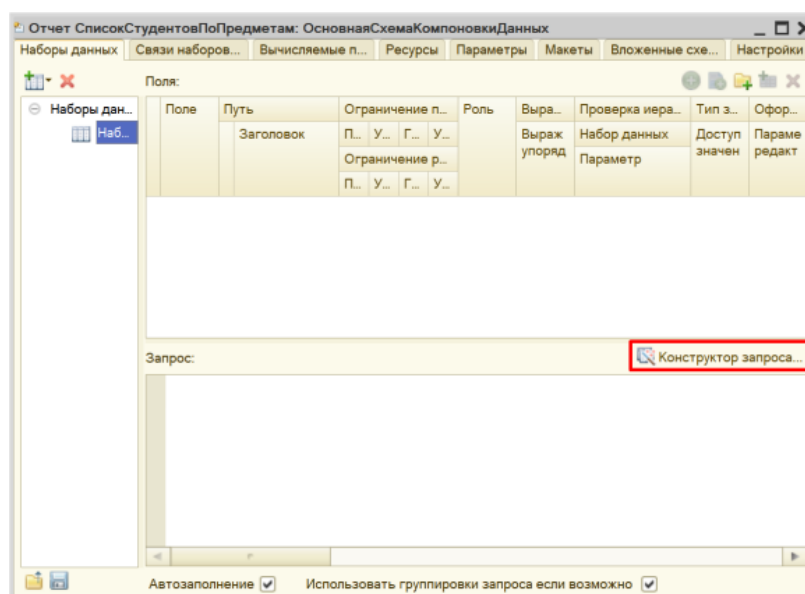 Отчет СписокСтудентовПоПредметам: ОсновнаяСхемаКомпоновкиДанных
Наборы данных Связи наборов... Вычисляемые п... Ресурсы Параметры Макеты Вложенные схе... Настройки
Поля:
Наборы дан... Поле Путь Ограничение п... Роль Выра... Проверка иера... Тип з... Офор...
Наб... Заголовок П... У... Г... У... Выраж Набор данных Доступ Параме
Ограничение р... упоряд Параметр значен редакт
П... У... Г... У...
Запрос: Конструктор запроса...
Автозаполнение Использовать группировки запроса если возможно